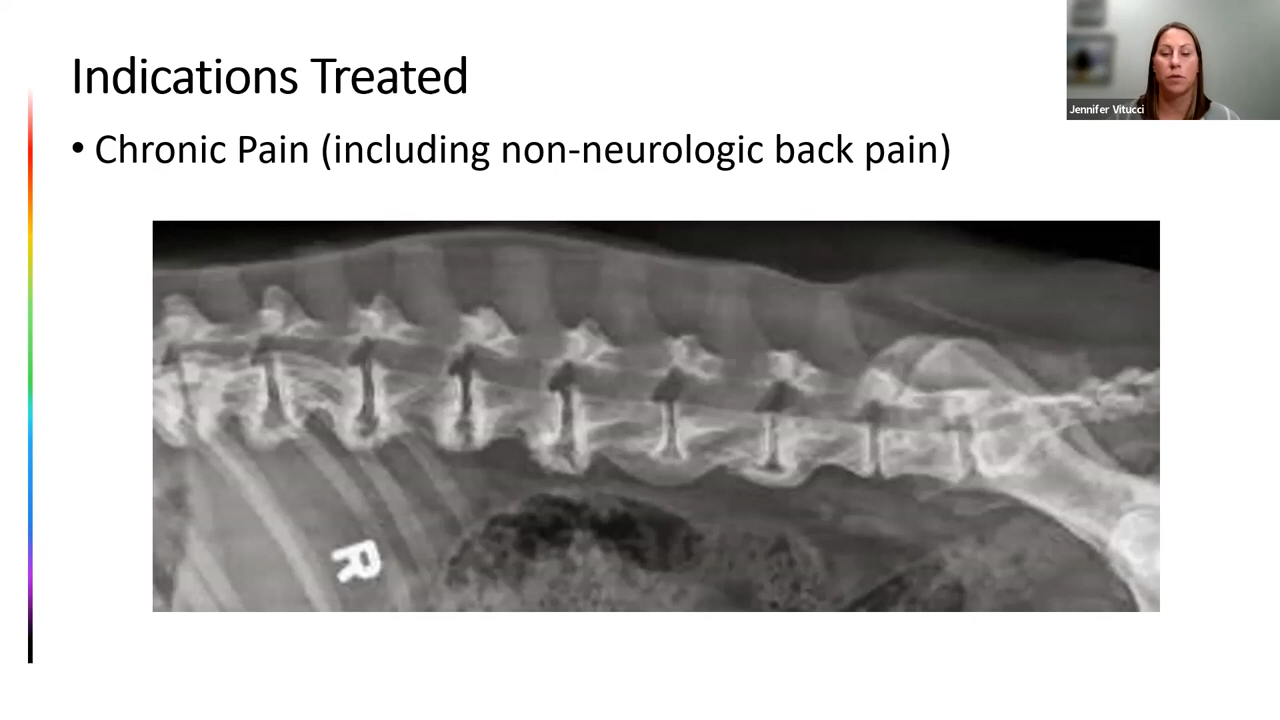 Indications Treated
• Chronic Pain (including non-neurologic back pain)
Jennifer Vitucci
R